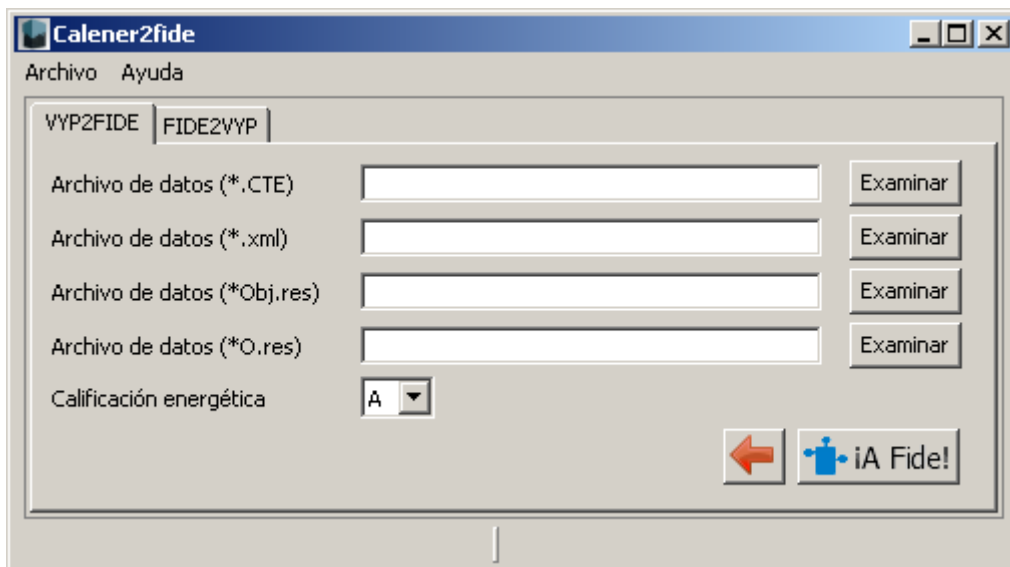 Calener2fide
Archivo Ayuda
VYP2FIDE FIDE2VYP
Archivo de datos (*.CTE) Examinar
Archivo de datos (*.xml) Examinar
Archivo de datos (*Obj.res) Examinar
Archivo de datos (*O.res) Examinar
Calificación energética A
¡A Fide!